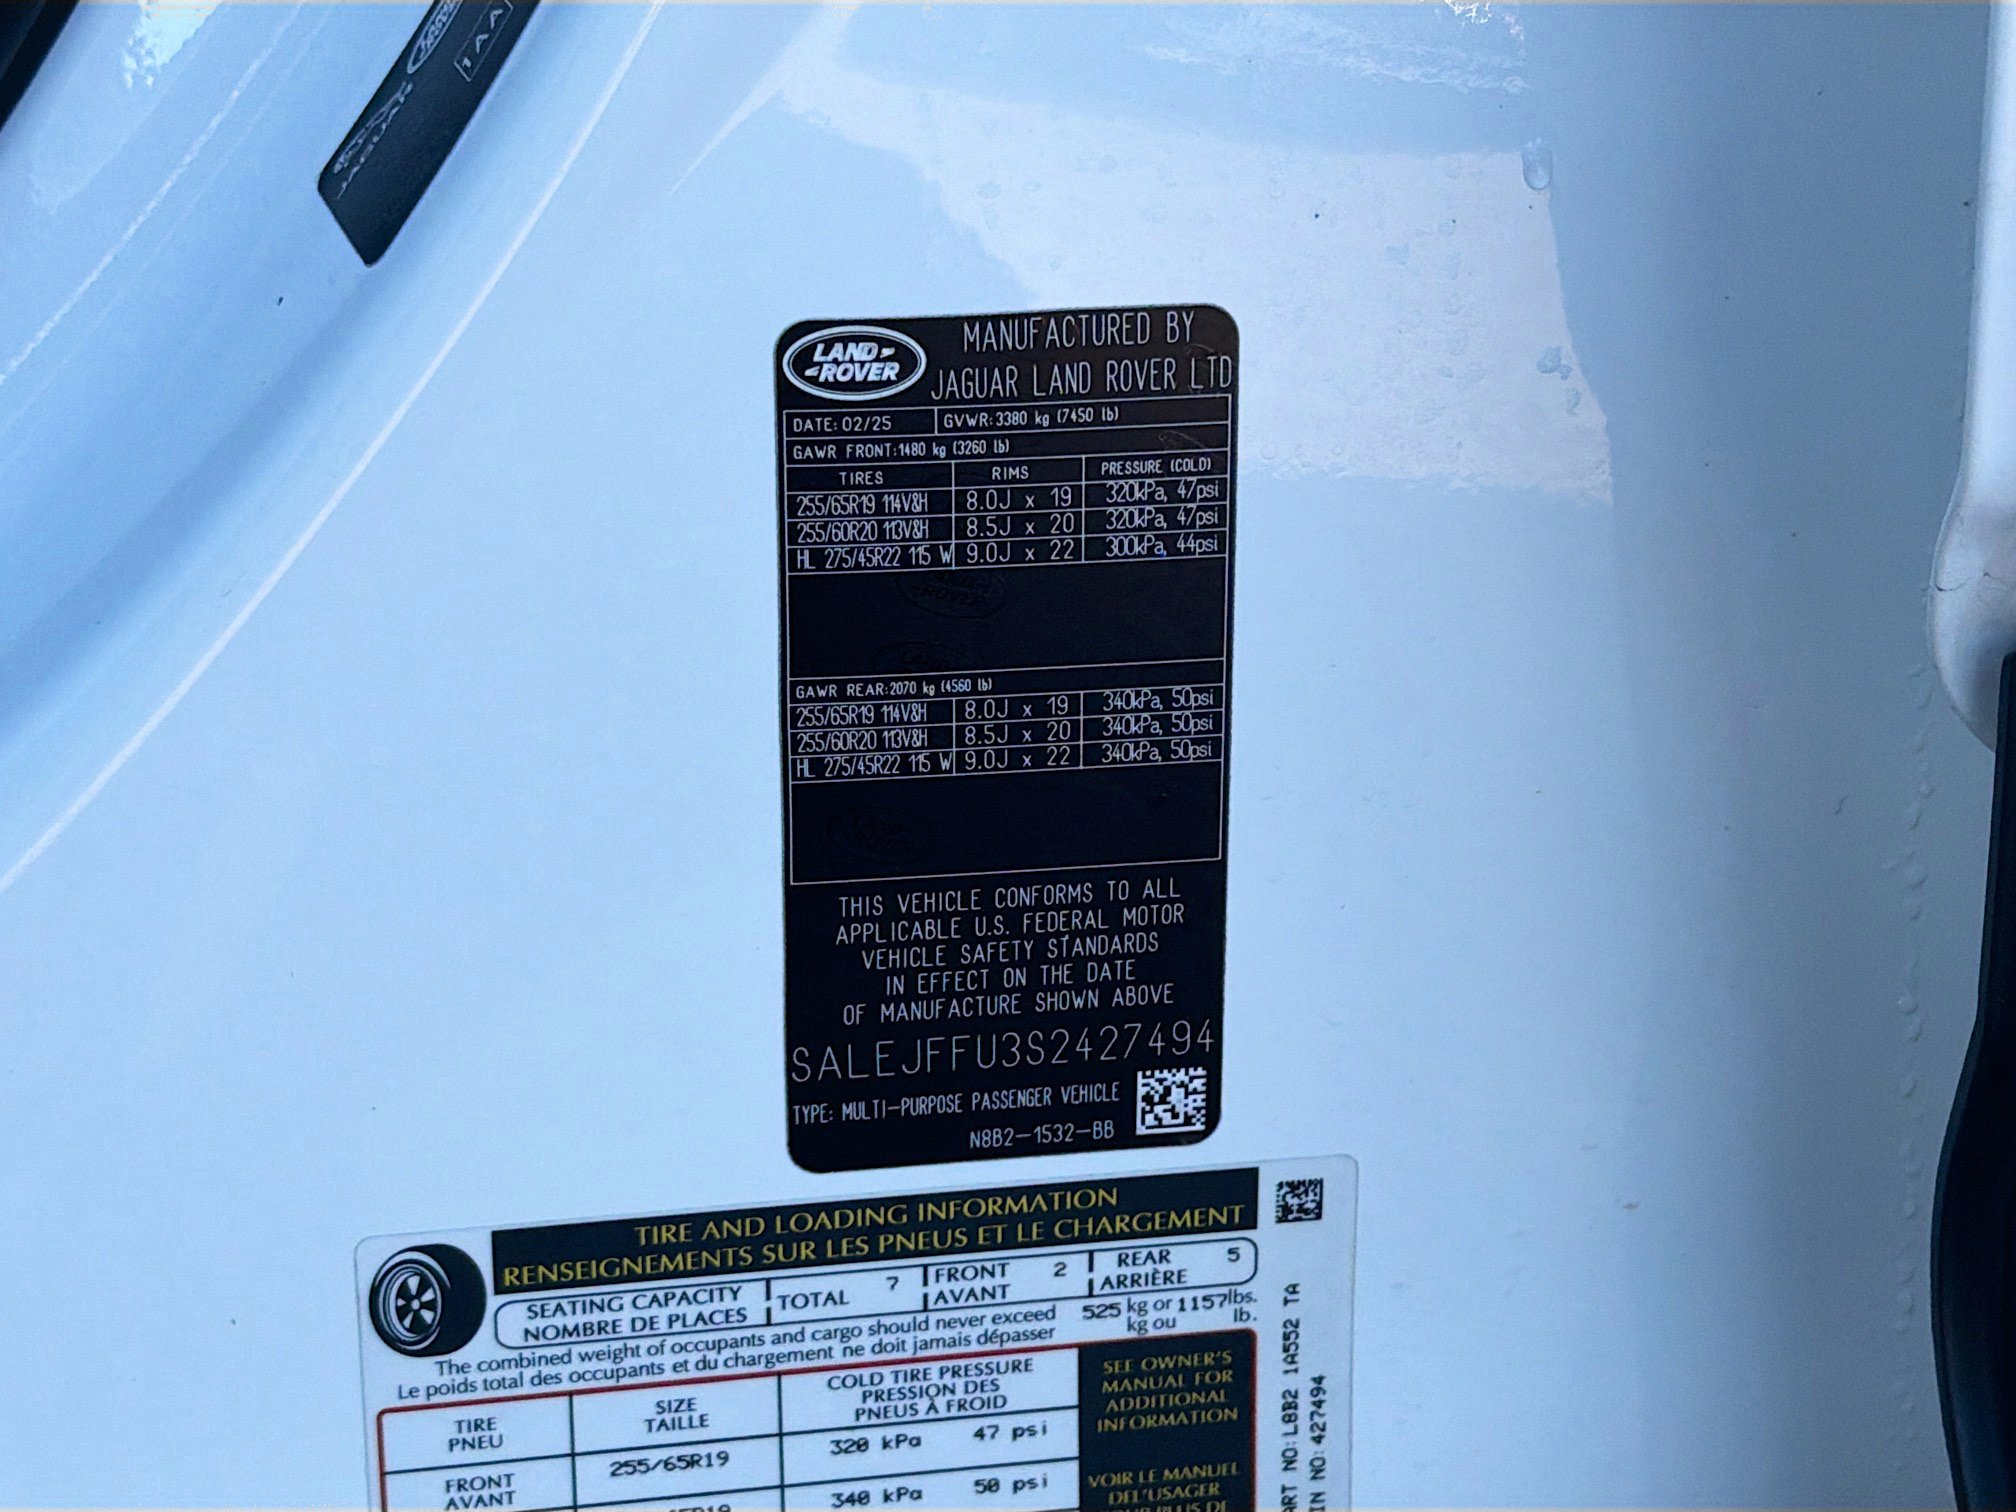 JAGUAR
1 A A
LAND ROVER
MANUFACTURED BY
JAGUAR LAND ROVER LTD
DATE: 02/25 GVWR:3380 kg (7450 lb)
GAWR FRONT:1480 kg (3260 lb)
TIRES RIMS PRESSURE (COLD)
255/65R19 114V&H 8.0J x 19 320kPa, 47psi
255/60R20 113V&H 8.5J x 20 320kPa, 47psi
HL 275/45R22 115 W 9.0J x 22 300kPa, 44psi
GAWR REAR:2070 kg (4560 lb)
255/65R19 114V&H 8.0J x 19 340kPa, 50psi
255/60R20 113V&H 8.5J x 20 340kPa, 50psi
HL 275/45R22 115 W 9.0J x 22 340kPa, 50psi
THIS VEHICLE CONFORMS TO ALL
APPLICABLE U.S. FEDERAL MOTOR
VEHICLE SAFETY STANDARDS
IN EFFECT ON THE DATE
OF MANUFACTURE SHOWN ABOVE
SALEJFFU3S2427494
TYPE: MULTI-PURPOSE PASSENGER VEHICLE
N8B2-1532-BB
TIRE AND LOADING INFORMATION
RENSEIGNEMENTS SUR LES PNEUS ET LE CHARGEMENT
SEATING CAPACITY
NOMBRE DE PLACES
TOTAL 7
FRONT 2
AVANT
REAR 5
ARRIÈRE
The combined weight of occupants and cargo should never exceed 525 kg or 1157 lbs.
Le poids total des occupants et du chargement ne doit jamais dépasser kg ou lb.
TIRE
PNEU
SIZE
TAILLE
COLD TIRE PRESSURE
PRESSION DES
PNEUS À FROID
SEE OWNER'S
MANUAL FOR
ADDITIONAL
INFORMATION
FRONT
AVANT
255/65R19
320 kPa 47 psi
340 kPa 50 psi
VOIR LE MANUEL
DE L'USAGER
PLUS DE
ART NO:L8B2 1A552 TA
IN NO:427494